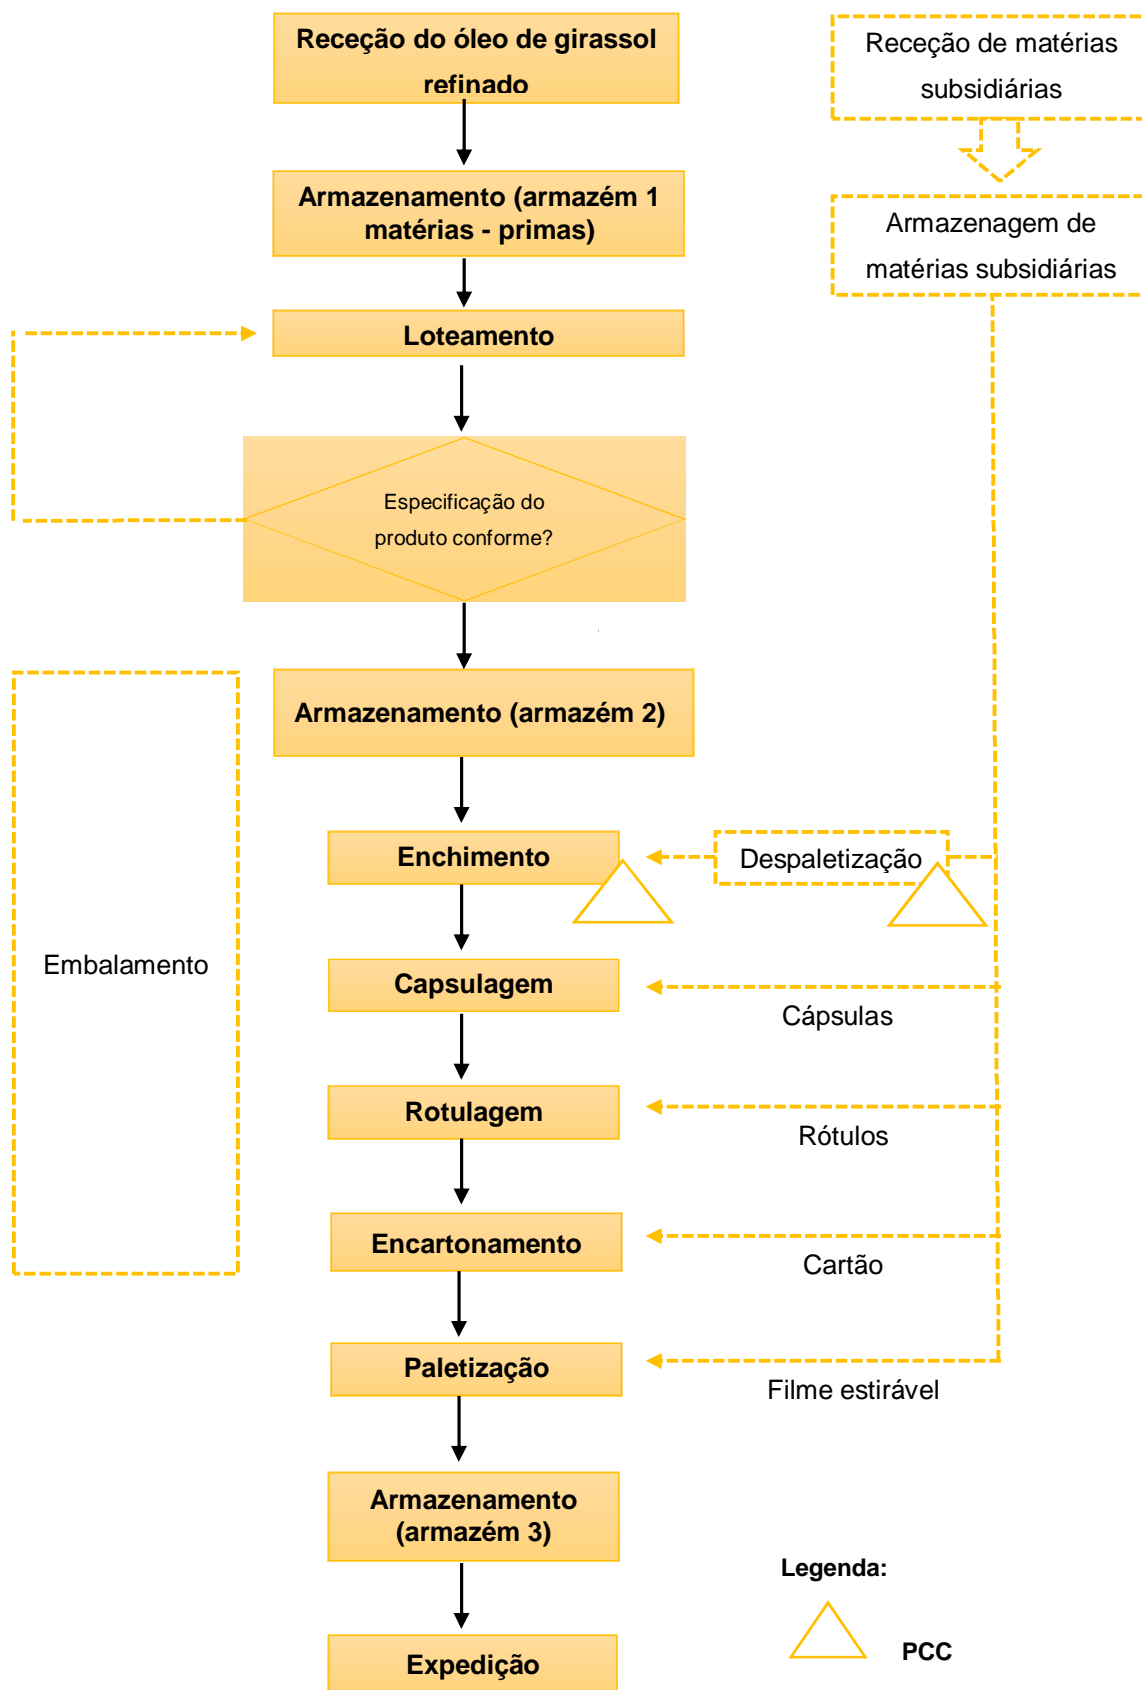 Receção do óleo de girassol
refinado
Receção de matérias
subsidiárias
Armazenamento (armazém 1
matérias - primas)
Armazenagem de
matérias subsidiárias
Loteamento
Especificação do
produto conforme?
Armazenamento (armazém 2)
Enchimento
Despaletização
Embalamento
Capsulagem
Cápsulas
Rotulagem
Rótulos
Encartonamento
Cartão
Paletização
Filme estirável
Armazenamento
(armazém 3)
Legenda:
PCC
Expedição